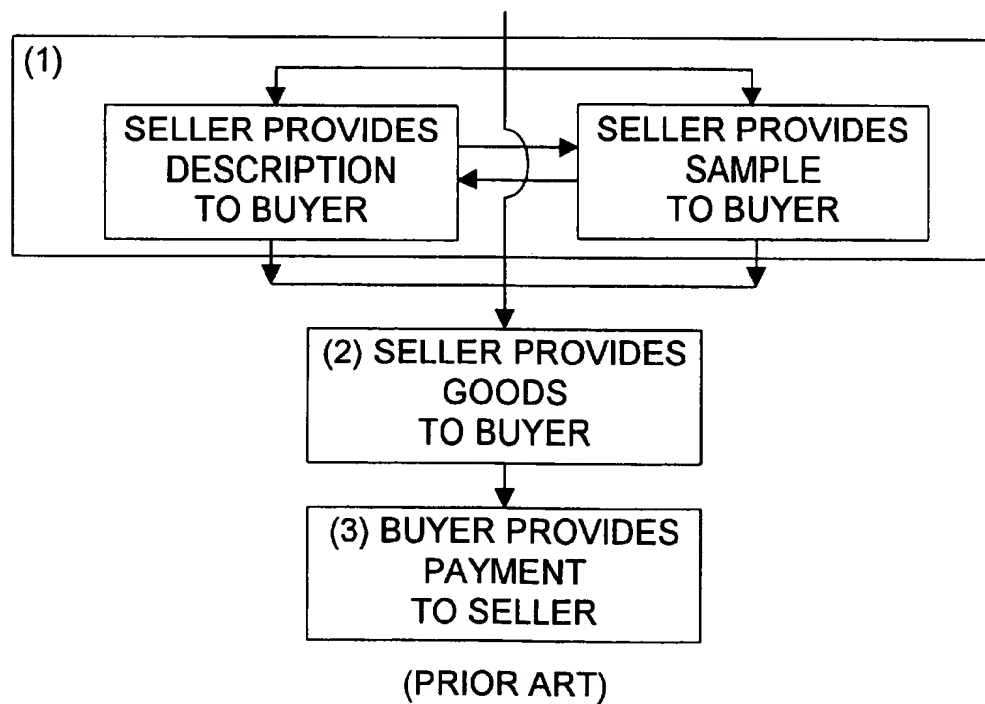 (1)
SELLER PROVIDES
DESCRIPTION
TO BUYER
SELLER PROVIDES
SAMPLE
TO BUYER
(2) SELLER PROVIDES
GOODS
TO BUYER
(3) BUYER PROVIDES
PAYMENT
TO SELLER
(PRIOR ART)